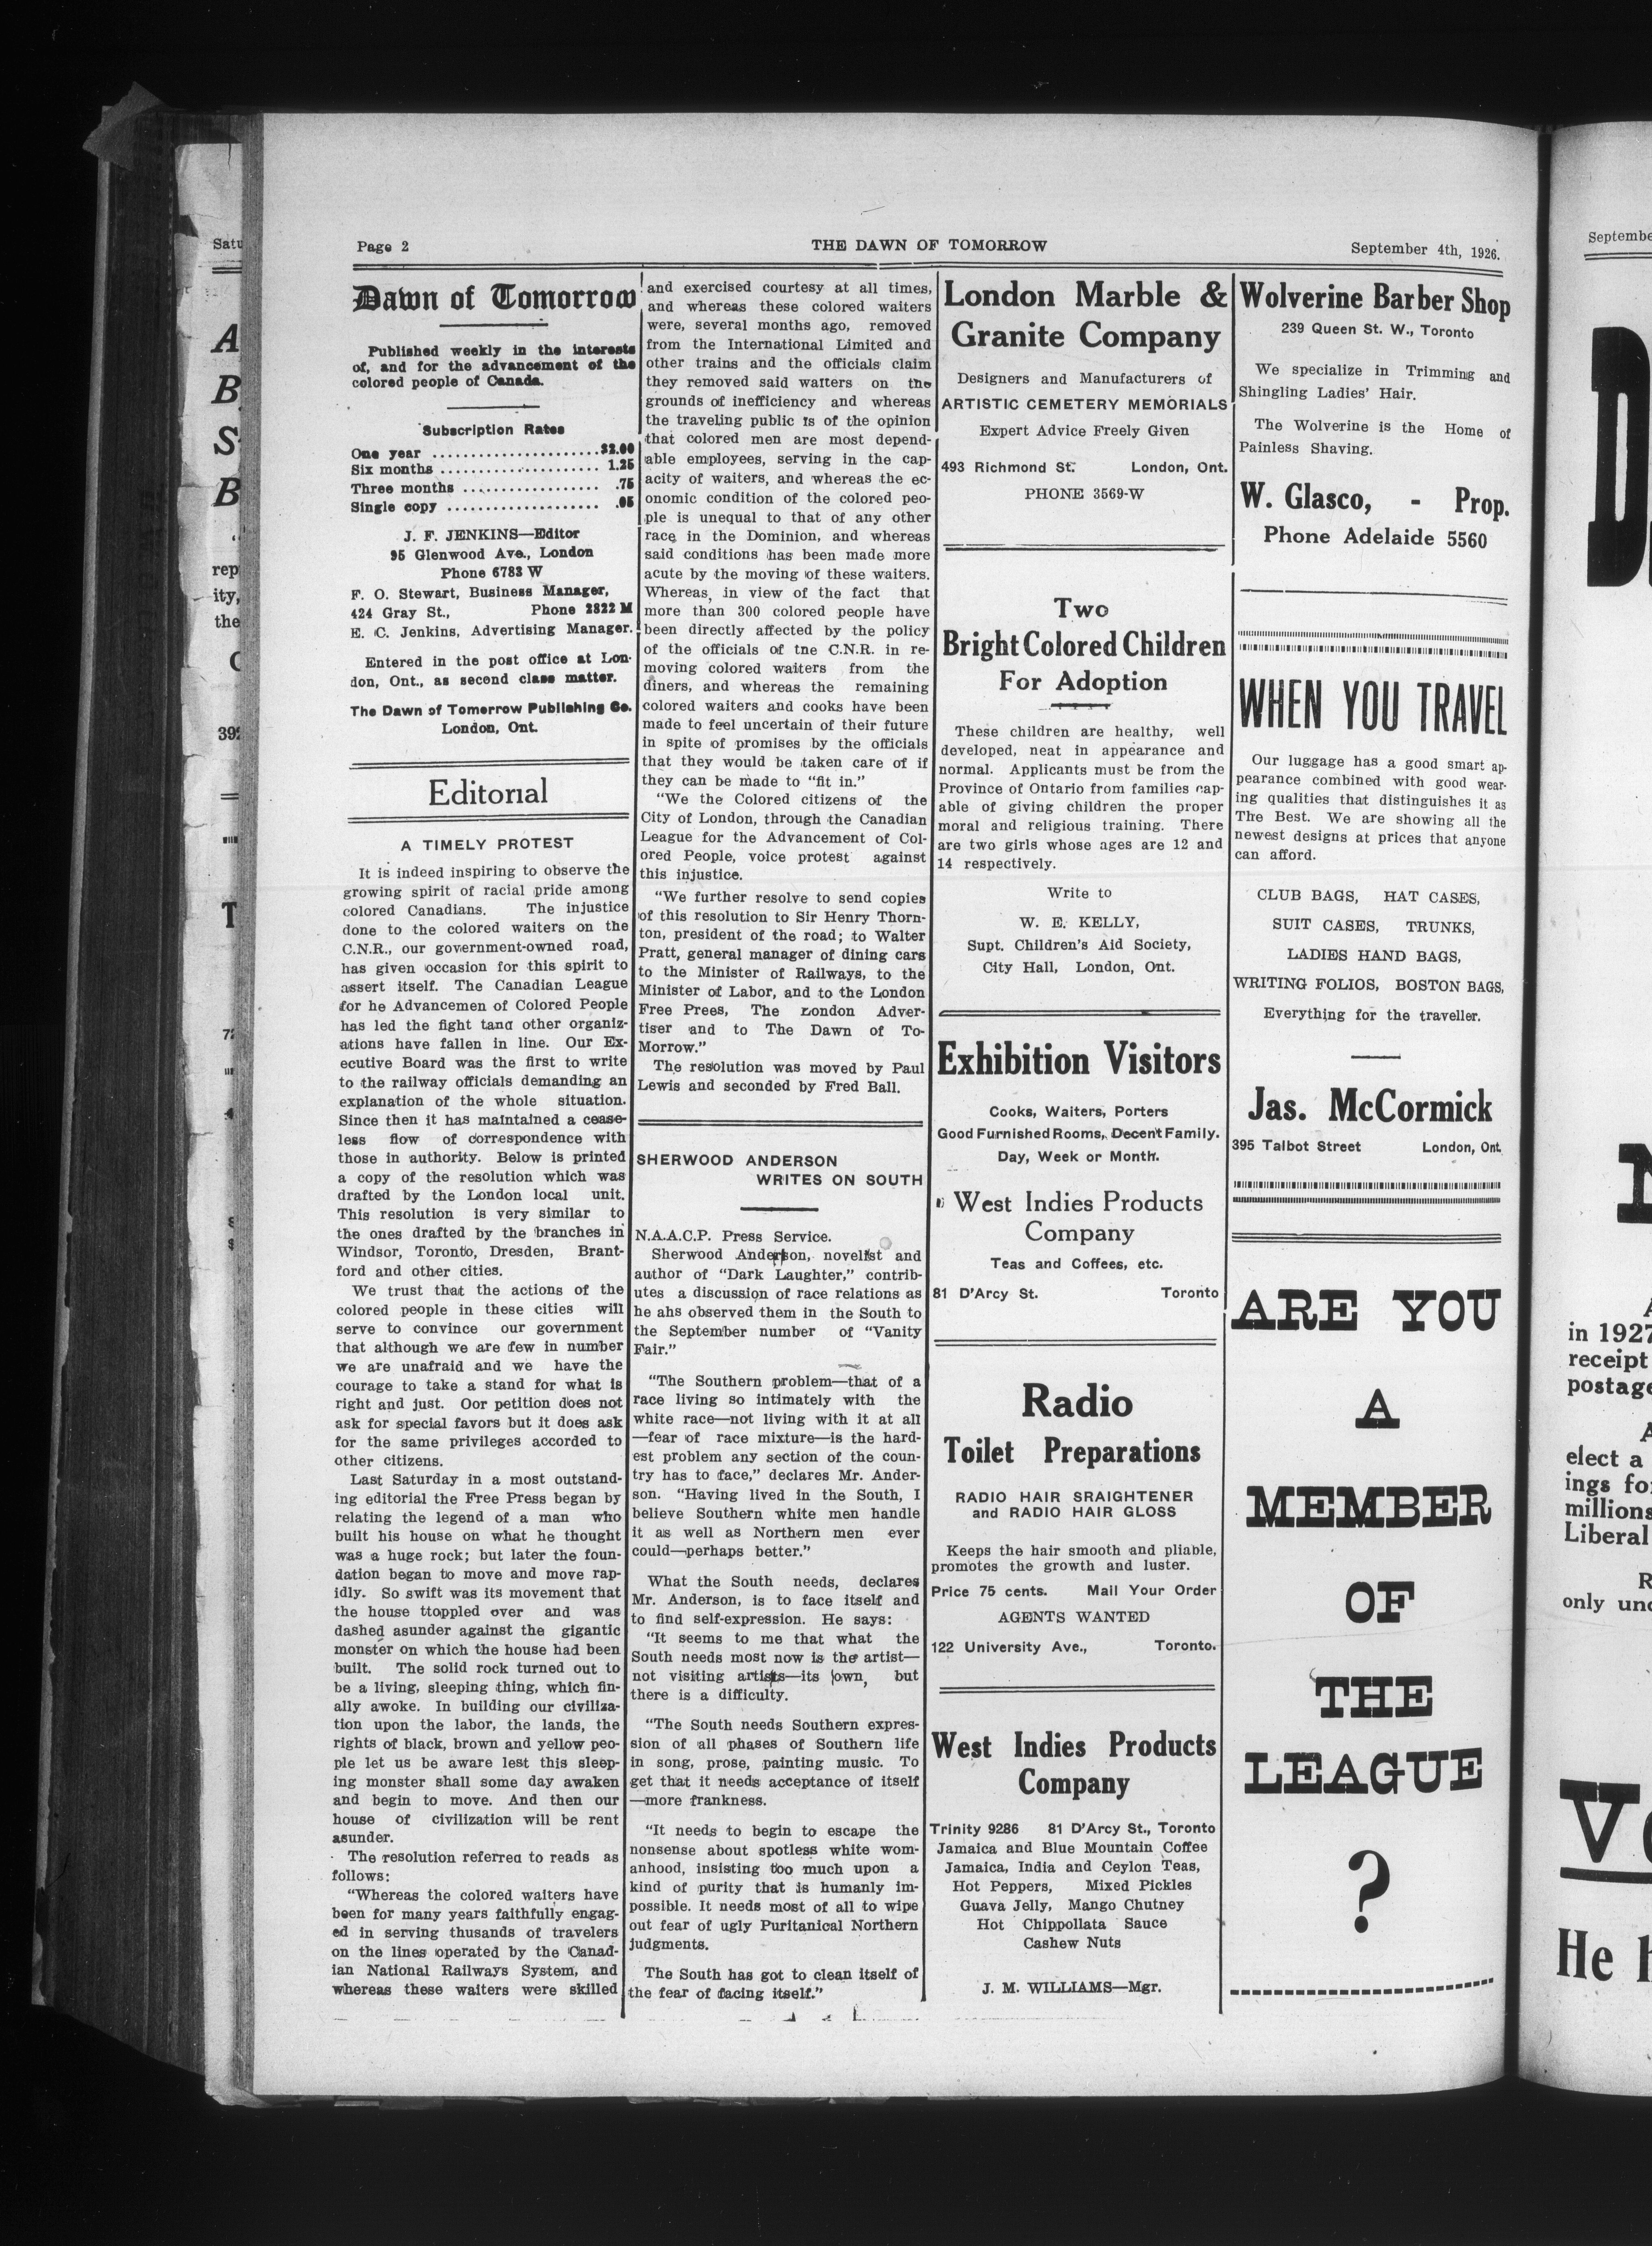 Page 2
THE DAWN OF TOMORROW
September 4th, 1926.
Dawn of Tomorrow
Published weekly in the interests
of, and for the advancement of the
colored people of Canada.
Subscription Rates
One year ........................$2.00
Six months ....................... 1.25
Three months .................... .75
Single copy ...................... .05
J. F. JENKINS—Editor
95 Glenwood Ave., London
Phone 6783 W
F. O. Stewart, Business Manager,
424 Gray St., Phone 2822 M
E. C. Jenkins, Advertising Manager.
Entered in the post office at Lon-
don, Ont., as second class matter.
The Dawn of Tomorrow Publishing Co.
London, Ont.
Editorial
A TIMELY PROTEST
It is indeed inspiring to observe the
growing spirit of racial pride among
colored Canadians. The injustice
done to the colored waiters on the
C.N.R., our government-owned road,
has given occasion for this spirit to
assert itself. The Canadian League
for he Advancemen of Colored People
has led the fight tand other organiz-
ations have fallen in line. Our Ex-
ecutive Board was the first to write
to the railway officials demanding an
explanation of the whole situation.
Since then it has maintained a cease-
less flow of correspondence with
those in authority. Below is printed
a copy of the resolution which was
drafted by the London local unit.
This resolution is very similar to
the ones drafted by the branches in
Windsor, Toronto, Dresden, Brant-
ford and other cities.
We trust that the actions of the
colored people in these cities will
serve to convince our government
that although we are few in number
we are unafraid and we have the
courage to take a stand for what is
right and just. Oor petition does not
ask for special favors but it does ask
for the same privileges accorded to
other citizens.
Last Saturday in a most outstand-
ing editorial the Free Press began by
relating the legend of a man who
built his house on what he thought
was a huge rock; but later the foun-
dation began to move and move rap-
idly. So swift was its movement that
the house ttoppled over and was
dashed asunder against the gigantic
monster on which the house had been
built. The solid rock turned out to
be a living, sleeping thing, which fin-
ally awoke. In building our civiliza-
tion upon the labor, the lands, the
rights of black, brown and yellow peo-
ple let us be aware lest this sleep-
ing monster shall some day awaken
and begin to move. And then our
house of civilization will be rent
asunder.
The resolution referred to reads as
follows:
"Whereas the colored waiters have
been for many years faithfully engag-
ed in serving thusands of travelers
on the lines operated by the Canad-
ian National Railways System, and
whereas these waiters were skilled
and exercised courtesy at all times,
and whereas these colored waiters
were, several months ago, removed
from the International Limited and
other trains and the officials claim
they removed said waiters on the
grounds of inefficiency and whereas
the traveling public is of the opinion
that colored men are most depend-
able employees, serving in the cap-
acity of waiters, and whereas the ec-
onomic condition of the colored peo-
ple is unequal to that of any other
race in the Dominion, and whereas
said conditions has been made more
acute by the moving of these waiters.
Whereas, in view of the fact that
more than 300 colored people have
been directly affected by the policy
of the officials of tne C.N.R. in re-
moving colored waiters from the
diners, and whereas the remaining
colored waiters and cooks have been
made to feel uncertain of their future
in spite of promises by the officials
that they would be taken care of if
they can be made to "fit in."
"We the Colored citizens of the
City of London, through the Canadian
League for the Advancement of Col-
ored People, voice protest against
this injustice.
"We further resolve to send copies
of this resolution to Sir Henry Thorn-
ton, president of the road; to Walter
Pratt, general manager of dining cars
to the Minister of Railways, to the
Minister of Labor, and to the London
Free Prees, The London Adver-
tiser and to The Dawn of To-
Morrow."
The resolution was moved by Paul
Lewis and seconded by Fred Ball.
SHERWOOD ANDERSON
WRITES ON SOUTH
N.A.A.C.P. Press Service.
Sherwood Anderson, novelist and
author of "Dark Laughter," contrib-
utes a discussion of race relations as
he ahs observed them in the South to
the September number of "Vanity
Fair."
"The Southern problem—that of a
race living so intimately with the
white race—not living with it at all
—fear of race mixture—is the hard-
est problem any section of the coun-
try has to face," declares Mr. Ander-
son. "Having lived in the South, I
believe Southern white men handle
it as well as Northern men ever
could—perhaps better."
What the South needs, declares
Mr. Anderson, is to face itself and
to find self-expression. He says:
"It seems to me that what the
South needs most now is the artist—
not visiting artists—its own, but
there is a difficulty.
"The South needs Southern expres-
sion of all phases of Southern life
in song, prose, painting music. To
get that it needs acceptance of itself
—more frankness.
"It needs to begin to escape the
nonsense about spotless white wom-
anhood, insisting too much upon a
kind of purity that is humanly im-
possible. It needs most of all to wipe
out fear of ugly Puritanical Northern
judgments.
The South has got to clean itself of
the fear of facing itself."
London Marble &
Granite Company
Designers and Manufacturers of
ARTISTIC CEMETERY MEMORIALS
Expert Advice Freely Given
493 Richmond St. London, Ont.
PHONE 3569-W
Two
Bright Colored Children
For Adoption
These children are healthy, well
developed, neat in appearance and
normal. Applicants must be from the
Province of Ontario from families cap-
able of giving children the proper
moral and religious training. There
are two girls whose ages are 12 and
14 respectively.
Write to
W. E. KELLY,
Supt. Children's Aid Society,
City Hall, London, Ont.
Exhibition Visitors
Cooks, Waiters, Porters
Good Furnished Rooms, Decent Family.
Day, Week or Month.
West Indies Products
Company
Teas and Coffees, etc.
81 D'Arcy St. Toronto
Radio
Toilet Preparations
RADIO HAIR SRAIGHTENER
and RADIO HAIR GLOSS
Keeps the hair smooth and pliable,
promotes the growth and luster.
Price 75 cents. Mail Your Order
AGENTS WANTED
122 University Ave., Toronto.
West Indies Products
Company
Trinity 9286 81 D'Arcy St., Toronto
Jamaica and Blue Mountain Coffee
Jamaica, India and Ceylon Teas,
Hot Peppers, Mixed Pickles
Guava Jelly, Mango Chutney
Hot Chippollata Sauce
Cashew Nuts
J. M. WILLIAMS—Mgr.
Wolverine Barber Shop
239 Queen St. W., Toronto
We specialize in Trimming and
Shingling Ladies' Hair.
The Wolverine is the Home of
Painless Shaving.
W. Glasco, - Prop.
Phone Adelaide 5560
WHEN YOU TRAVEL
Our luggage has a good smart ap-
pearance combined with good wear-
ing qualities that distinguishes it as
The Best. We are showing all the
newest designs at prices that anyone
can afford.
CLUB BAGS, HAT CASES,
SUIT CASES, TRUNKS,
LADIES HAND BAGS,
WRITING FOLIOS, BOSTON BAGS,
Everything for the traveller.
Jas. McCormick
395 Talbot Street London, Ont.
ARE YOU
A
MEMBER
OF
THE
LEAGUE
?
in 1927
receipt
postage
elect a
ings fo
millions
Liberal
only und
He h